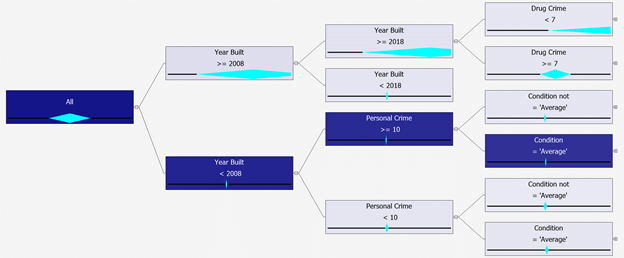 All
Year Built
>= 2008
Year Built
< 2008
Year Built
>= 2018
Year Built
< 2018
Personal Crime
>= 10
Personal Crime
< 10
Drug Crime
< 7
Drug Crime
>= 7
Condition not
= 'Average'
Condition
= 'Average'
Condition not
= 'Average'
Condition
= 'Average'